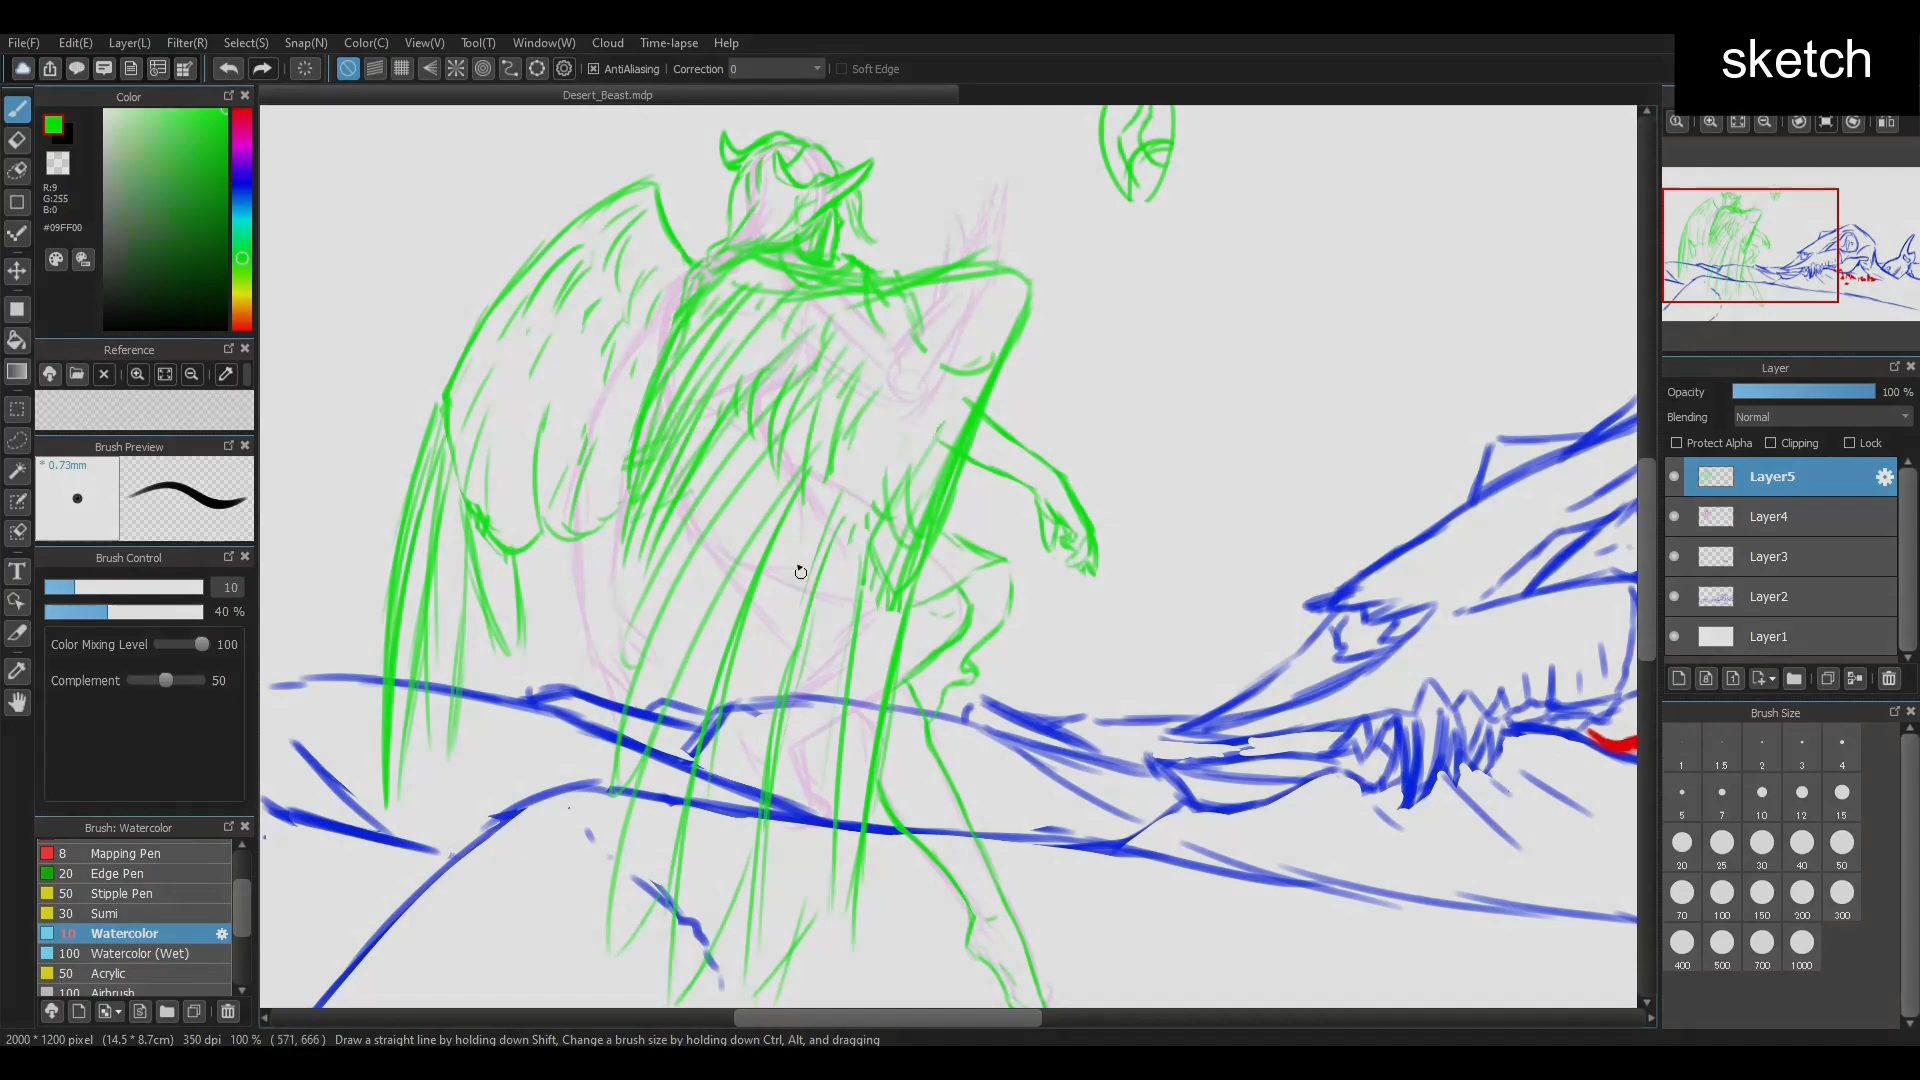 sketch
File(F) Edit(E) Layer(L) Filter(R) Select(S) Snap(N) Color(C) View(V) Tool(T) Window(W) Cloud Time-lapse Help
AntiAliasing Correction 0 Soft Edge
Color
Desert_Beast.mdp
R:9
G:255
B:0
#09FF00
Reference
Brush Preview
* 0.73mm
Brush Control
10
40 %
Color Mixing Level 100
Complement 50
Brush: Watercolor
8 Mapping Pen
20 Edge Pen
50 Stipple Pen
30 Sumi
10 Watercolor
100 Watercolor (Wet)
50 Acrylic
100 Airbrush
Layer
Opacity 100 %
Blending Normal
Protect Alpha Clipping Lock
Layer5
Layer4
Layer3
Layer2
Layer1
Brush Size
1 1.5 2 3 4
5 7 10 12 15
20 25 30 40 50
70 100 150 200 300
400 500 700 1000
2000 * 1200 pixel (14.5 * 8.7cm) 350 dpi 100 % ( 571, 666 ) Draw a straight line by holding down Shift, Change a brush size by holding down Ctrl, Alt, and dragging